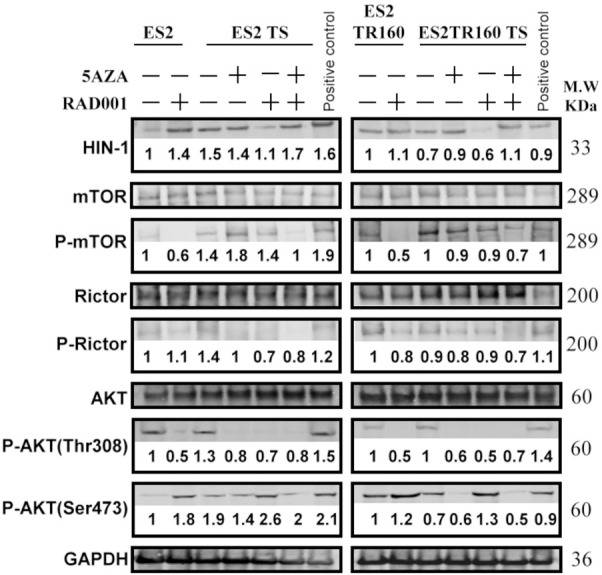 ES2 ES2 TS Positive control ES2 TR160 ES2TR160 TS Positive control
5AZA — — — + — + — — — + — + M.W
RAD001 — + — — + + — + — — + + KDa
HIN-1 1 1.4 1.5 1.4 1.1 1.7 1.6 1 1.1 0.7 0.9 0.6 1.1 0.9 33
mTOR 289
P-mTOR 1 0.6 1.4 1.8 1.4 1 1.9 1 0.5 1 0.9 0.9 0.7 1 289
Rictor 200
P-Rictor 1 1.1 1.4 1 0.7 0.8 1.2 1 0.8 0.9 0.8 0.9 0.7 1.1 200
AKT 60
P-AKT(Thr308) 1 0.5 1.3 0.8 0.7 0.8 1.5 1 0.5 1 0.6 0.5 0.7 1.4 60
P-AKT(Ser473) 1 1.8 1.9 1.4 2.6 2 2.1 1 1.2 0.7 0.6 1.3 0.5 0.9 60
GAPDH 36